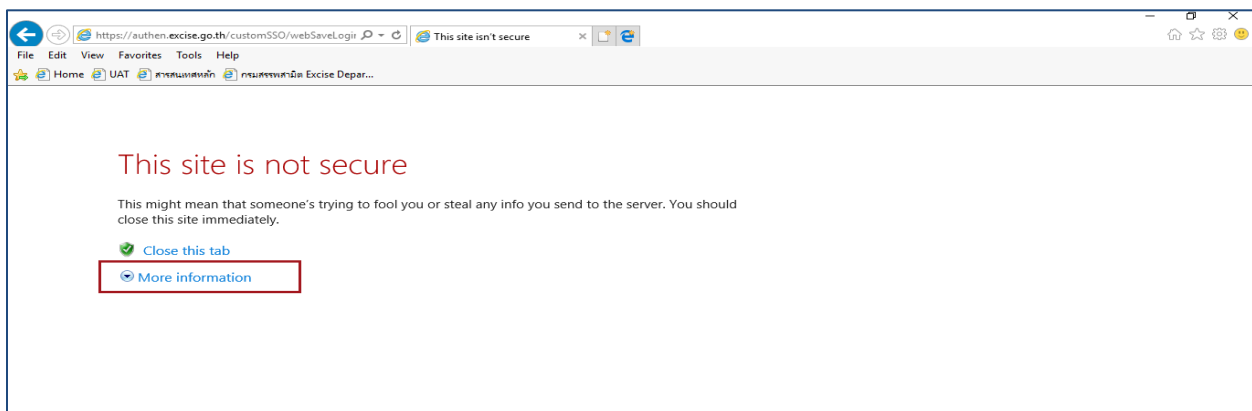 https://authen.excise.go.th/customSSO/webSaveLogin
This site isn't secure
File Edit View Favorites Tools Help
Home UAT สารสนเทศหลัก กรมสรรพสามิต Excise Depar...
This site is not secure
This might mean that someone's trying to fool you or steal any info you send to the server. You should
close this site immediately.
Close this tab
More information